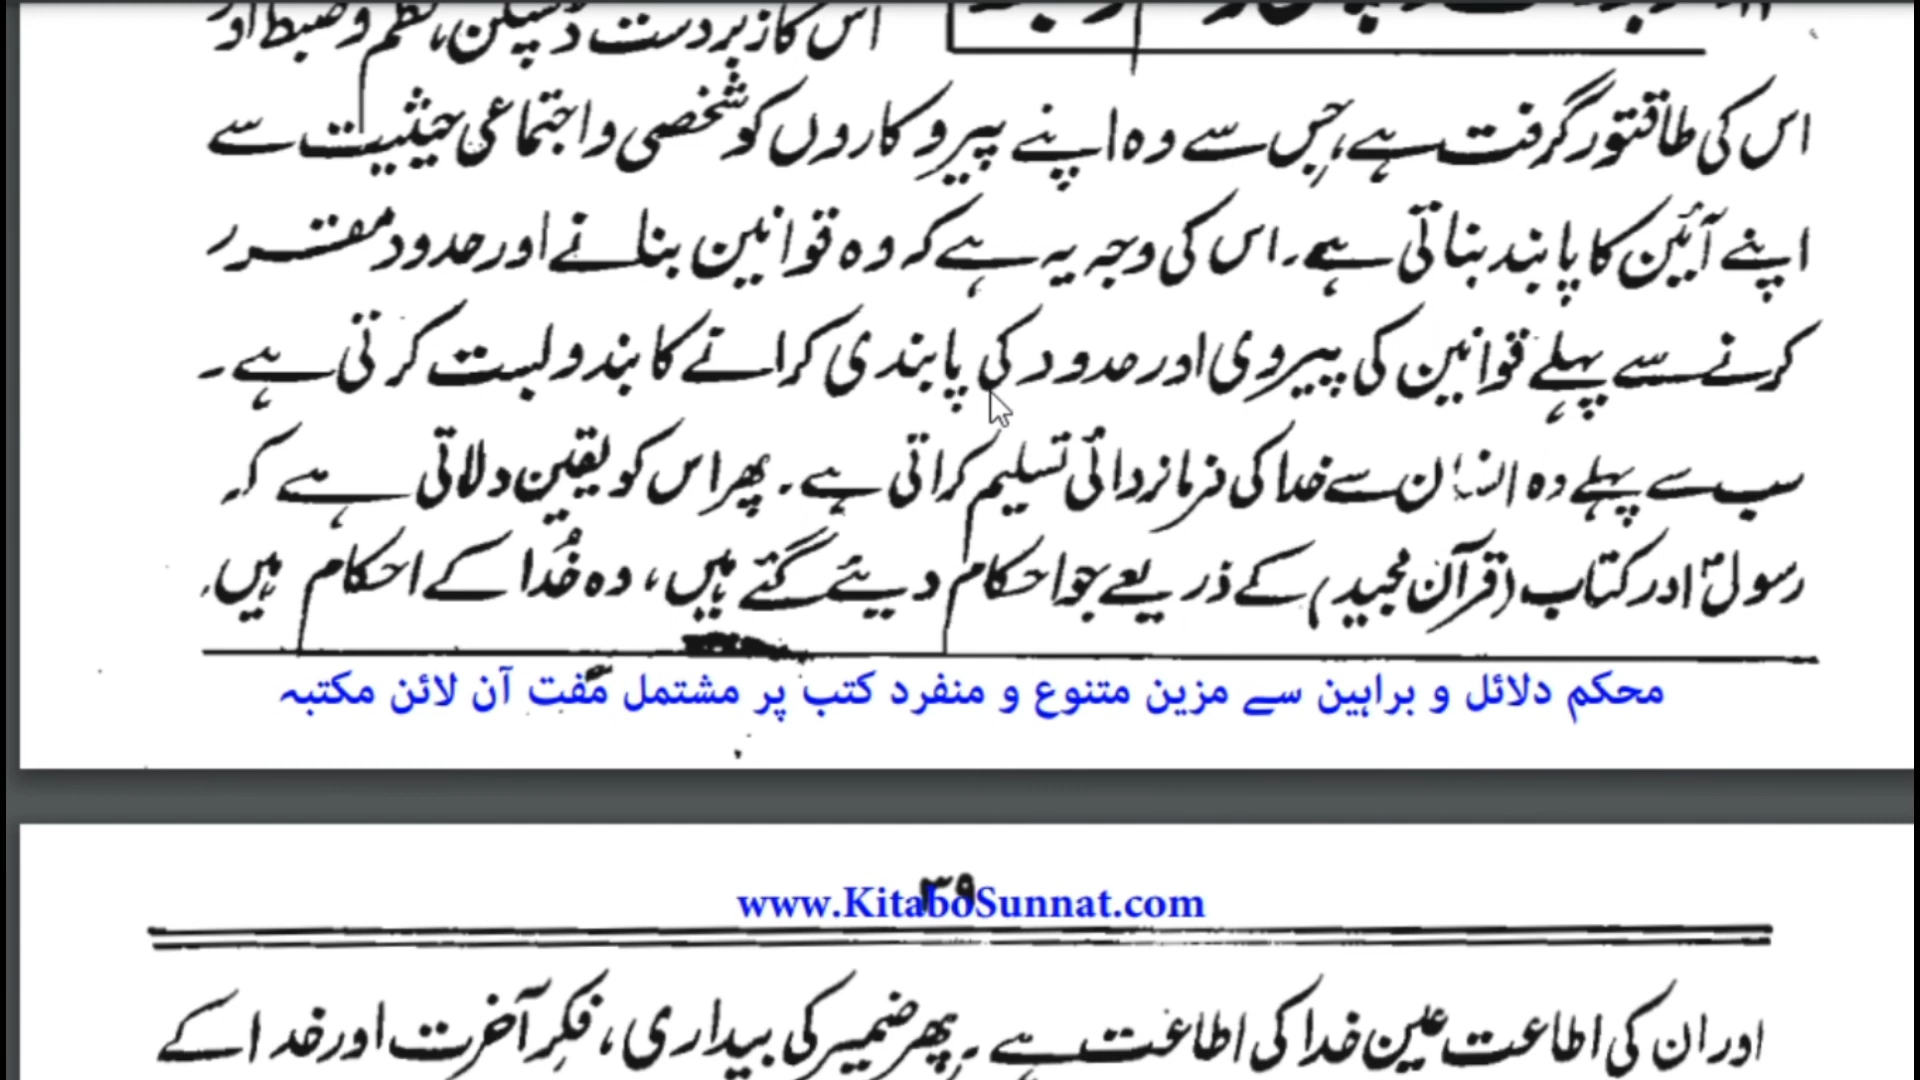 اس کا زبردست ڈسپلن، نظم و ضبط اور
اس کی طاقتور گرفت ہے، جس سے وہ اپنے پیروکاروں کو شخصی و اجتماعی حیثیت سے
اپنے آئین کا پابند بناتی ہے۔ اس کی وجہ یہ ہے کہ وہ قوانین بنانے اور حدود مقرر
کرنے سے پہلے قوانین کی پیروی اور حدود کی پابندی کرانے کا بندوبست کرتی ہے۔
سب سے پہلے وہ انسان سے خدا کی فرمانروائی تسلیم کراتی ہے۔ پھر اس کو یقین دلاتی ہے کہ
رسولؐ اور کتاب (قرآن مجید) کے ذریعے جو احکام دیئے گئے ہیں، وہ خُدا کے احکام ہیں،
محکم دلائل و براہین سے مزین متنوع و منفرد کتب پر مشتمل مفت آن لائن مکتبہ
۳۹
www.KitaboSunnat.com
اور ان کی اطاعت عین خدا کی اطاعت ہے۔ پھر ضمیر کی بیداری، فکرِ آخرت اور خدا کے